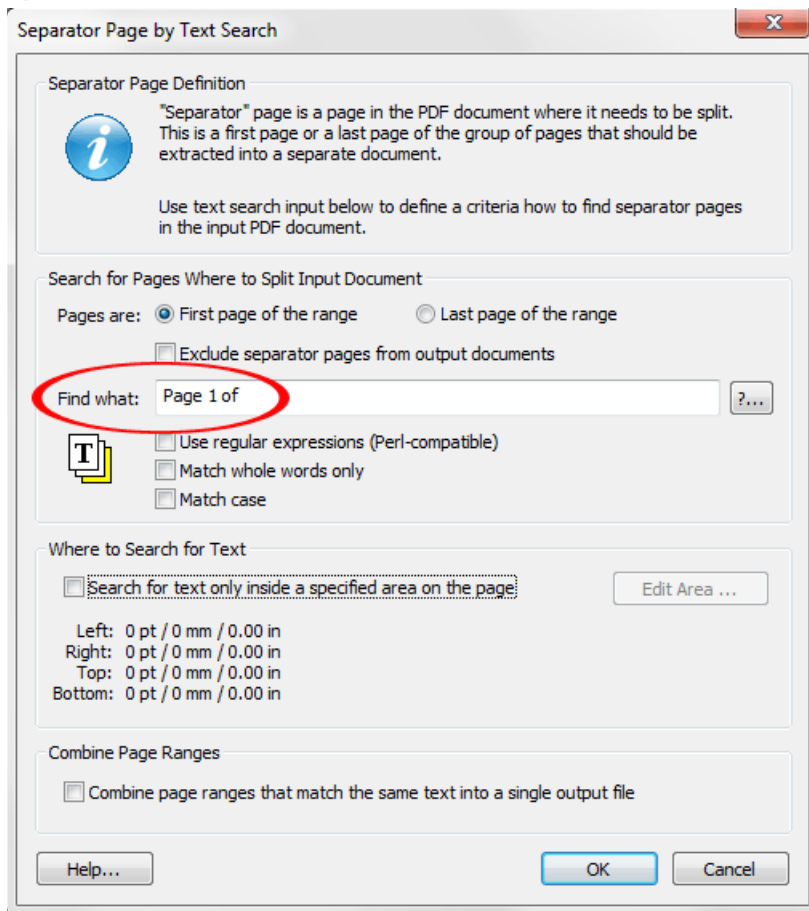 Separator Page by Text Search
X
Separator Page Definition
i
"Separator" page is a page in the PDF document where it needs to be split.
This is a first page or a last page of the group of pages that should be
extracted into a separate document.
Use text search input below to define a criteria how to find separator pages
in the input PDF document.
Search for Pages Where to Split Input Document
Pages are: First page of the range Last page of the range
Exclude separator pages from output documents
Find what: Page 1 of ?...
T
Use regular expressions (Perl-compatible)
Match whole words only
Match case
Where to Search for Text
Search for text only inside a specified area on the page Edit Area ...
Left: 0 pt / 0 mm / 0.00 in
Right: 0 pt / 0 mm / 0.00 in
Top: 0 pt / 0 mm / 0.00 in
Bottom: 0 pt / 0 mm / 0.00 in
Combine Page Ranges
Combine page ranges that match the same text into a single output file
Help... OK Cancel